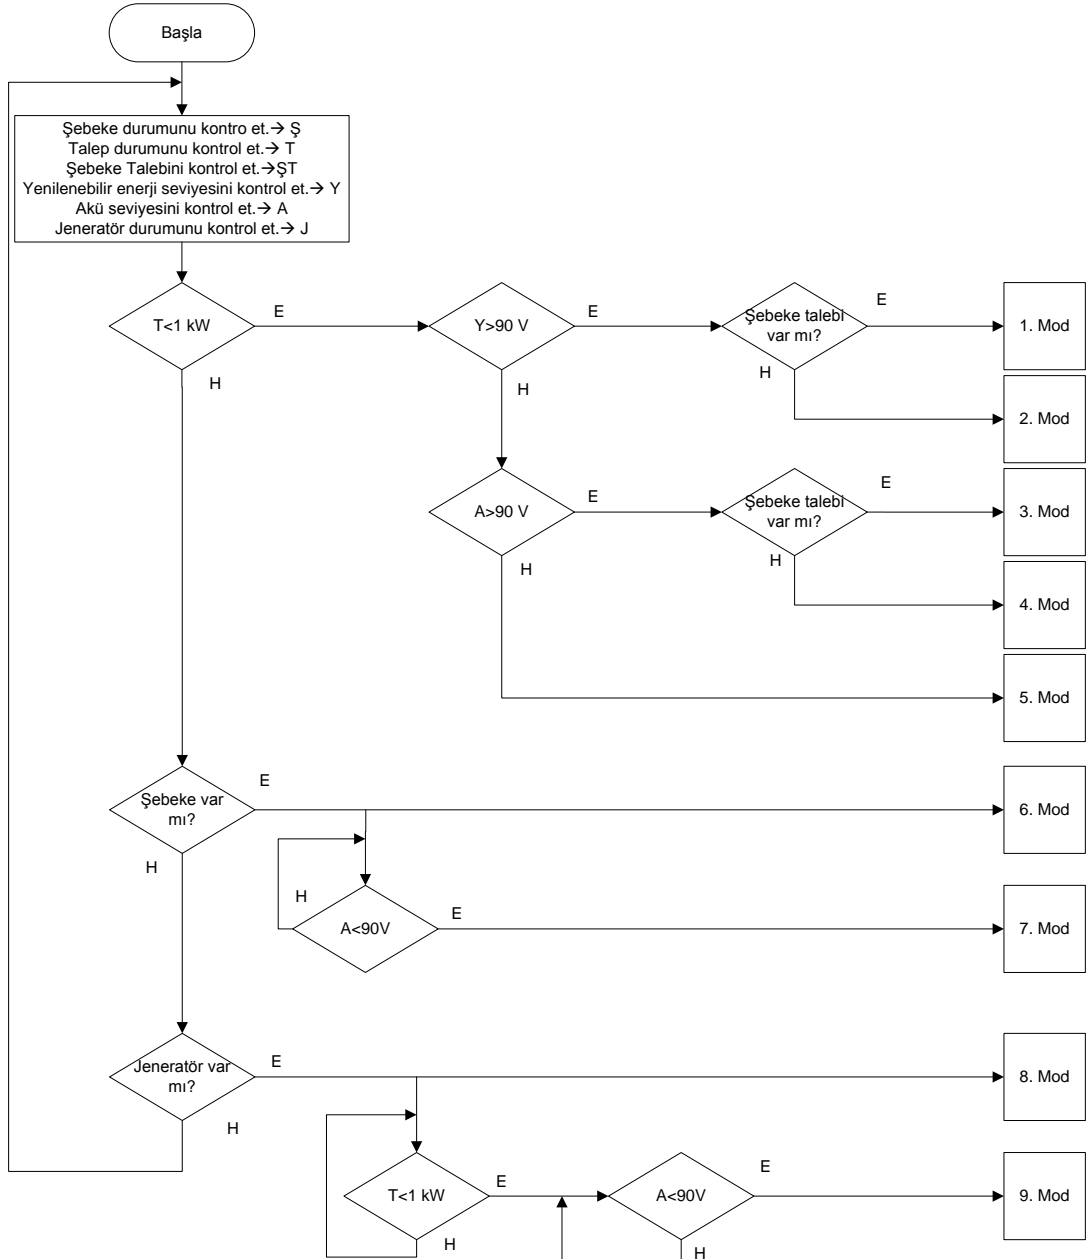 Başla
Şebeke durumunu kontro et.→ Ş
Talep durumunu kontrol et.→ T
Şebeke Talebini kontrol et.→ŞT
Yenilenebilir enerji seviyesini kontrol et.→ Y
Akü seviyesini kontrol et.→ A
Jeneratör durumunu kontrol et.→ J
T<1 kW
E
H
Y>90 V
E
H
Şebeke talebi
var mı?
E
H
1. Mod
2. Mod
A>90 V
E
H
Şebeke talebi
var mı?
E
H
3. Mod
4. Mod
5. Mod
Şebeke var
mı?
E
H
6. Mod
A<90V
H
E
7. Mod
Jeneratör var
mı?
E
H
8. Mod
T<1 kW
E
H
A<90V
E
H
9. Mod